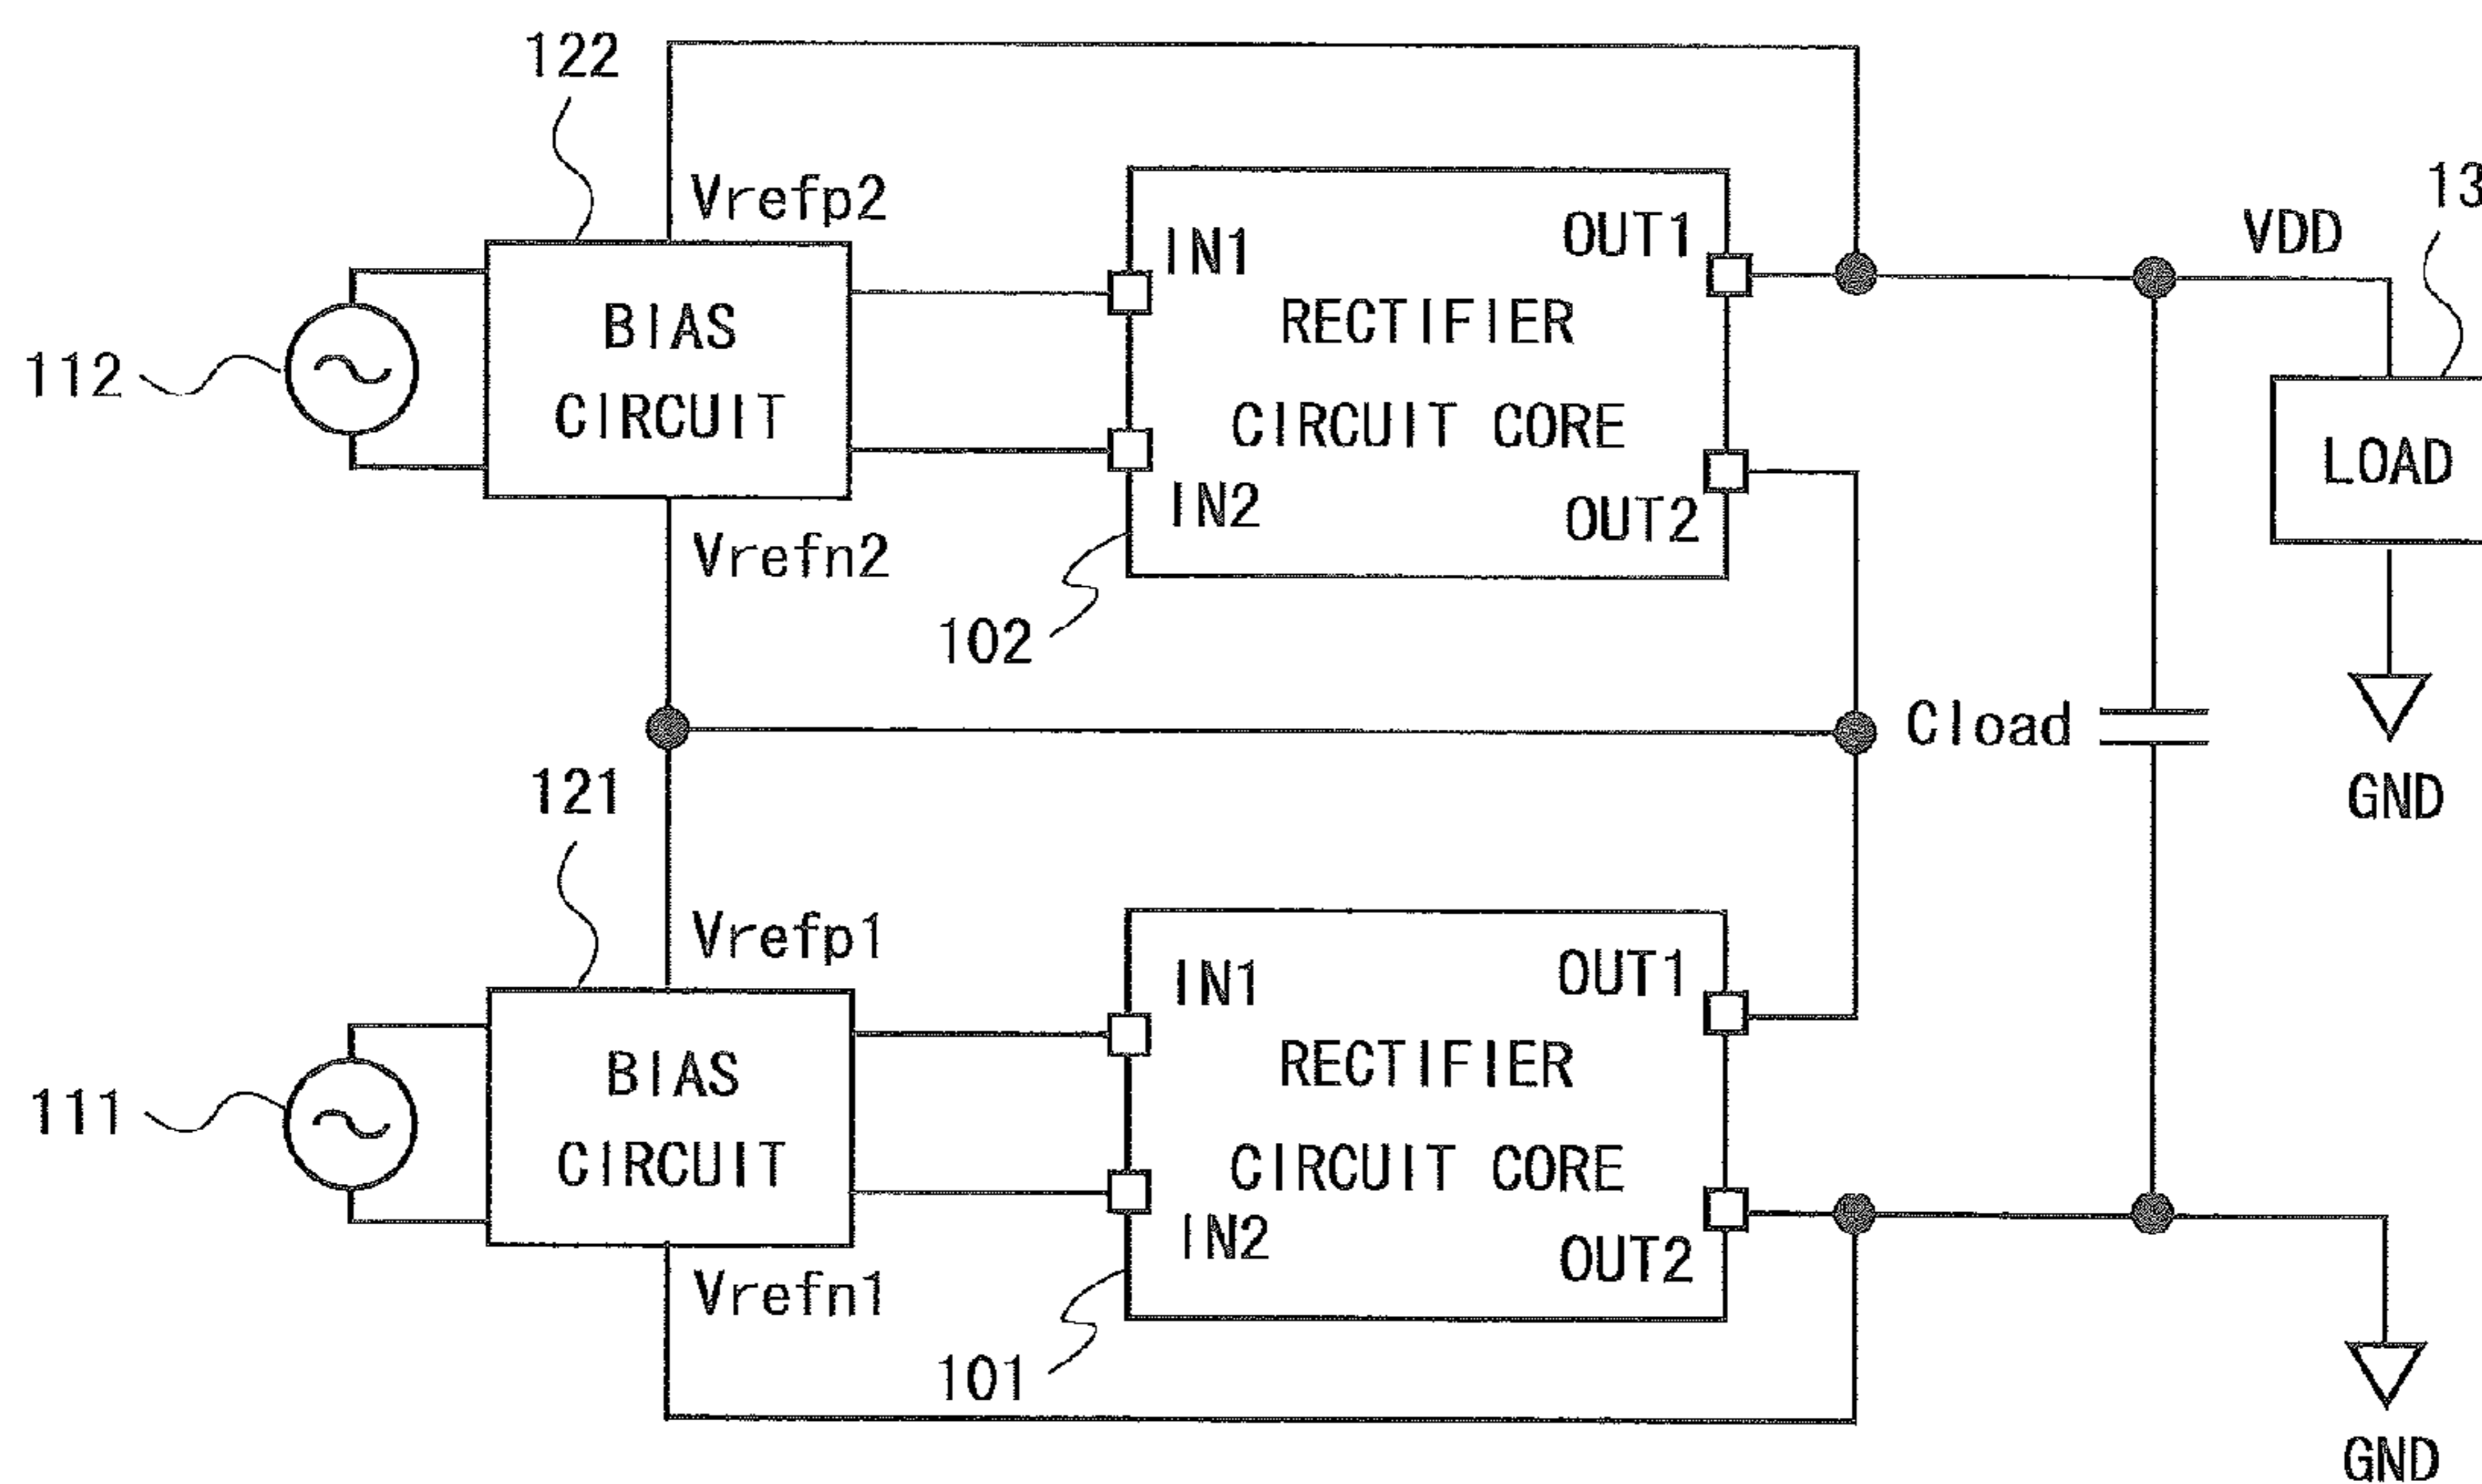 122
Vrefp2
112
BIAS
CIRCUIT
Vrefn2
IN1
OUT1
RECTIFIER
CIRCUIT CORE
IN2
OUT2
102
VDD
13
LOAD
GND
Cload
121
Vrefp1
111
BIAS
CIRCUIT
Vrefn1
IN1
OUT1
RECTIFIER
CIRCUIT CORE
IN2
OUT2
101
GND